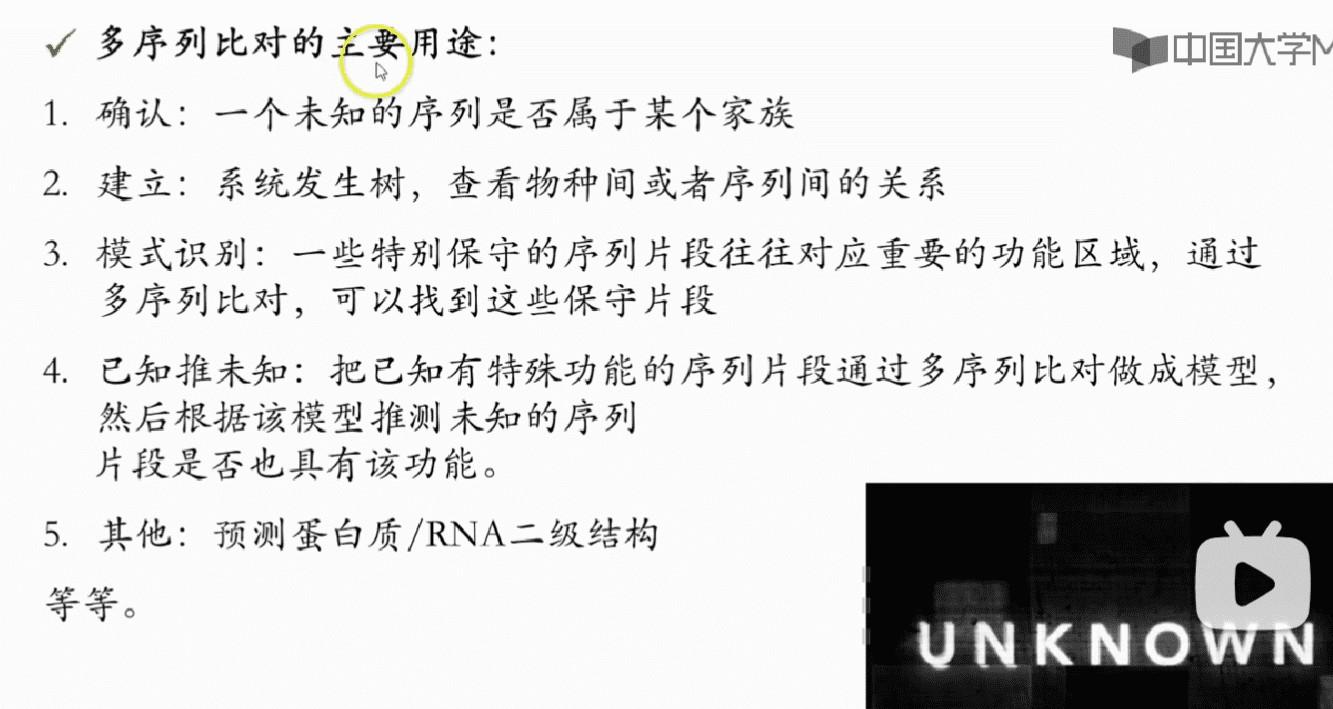 ✓ 多序列比对的主要用途：
中国大学M
1. 确认：一个未知的序列是否属于某个家族
2. 建立：系统发生树，查看物种间或者序列间的关系
3. 模式识别：一些特别保守的序列片段往往对应重要的功能区域，通过
多序列比对，可以找到这些保守片段
4. 已知推未知：把已知有特殊功能的序列片段通过多序列比对做成模型，
然后根据该模型推测未知的序列
片段是否也具有该功能。
5. 其他：预测蛋白质/RNA二级结构
等等。
UNKNOWN